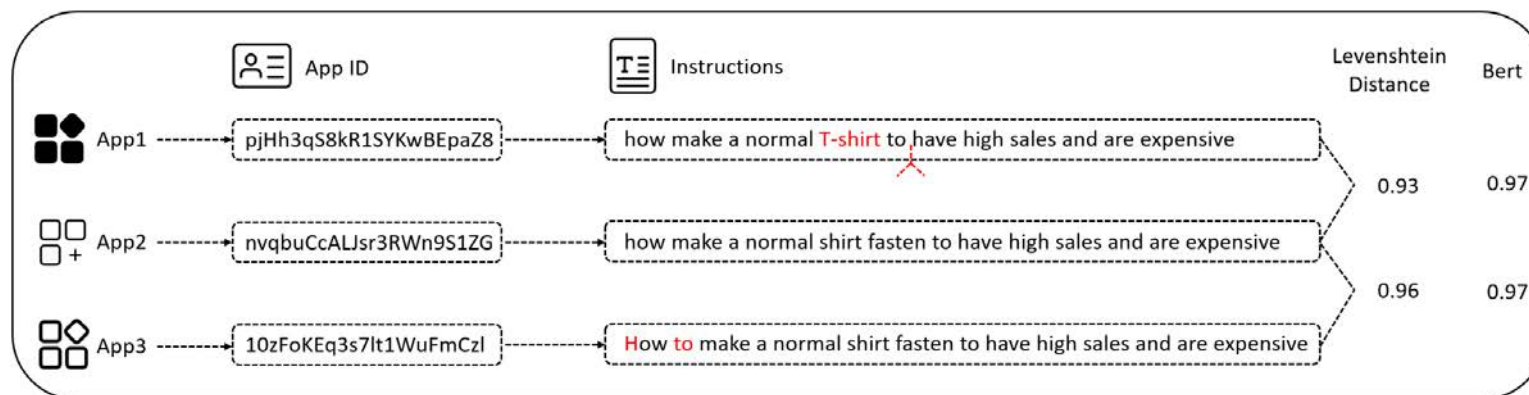 App ID
Instructions
Levenshtein Distance
Bert
App1
pjHh3qS8kR1SYKwBEpaZ8
how make a normal T-shirt to have high sales and are expensive
0.93
0.97
App2
nvqbuCcALJsr3RWn9S1ZG
how make a normal shirt fasten to have high sales and are expensive
0.96
0.97
App3
10zFoKEq3s7lt1WuFmCzl
How to make a normal shirt fasten to have high sales and are expensive